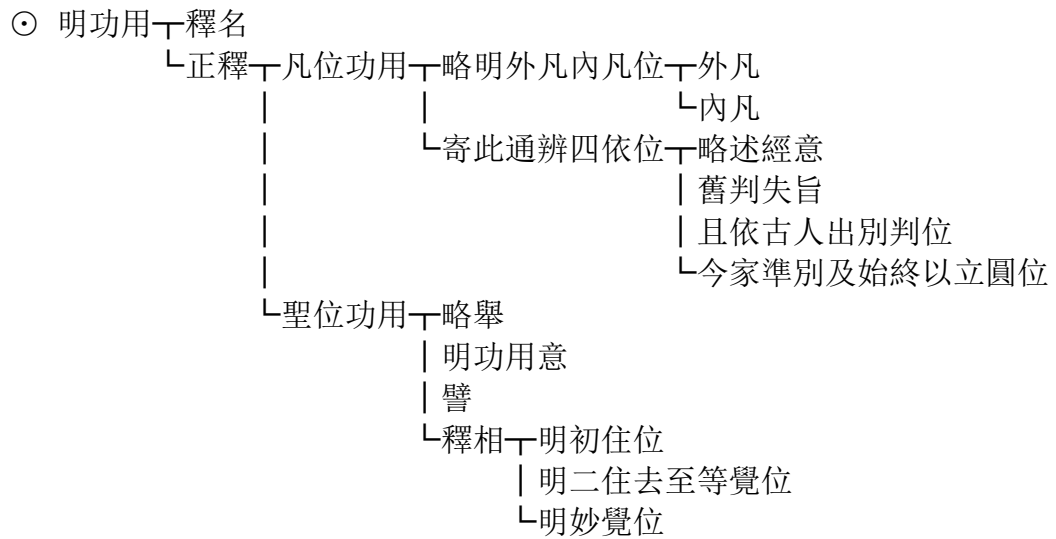 ⊙ 明功用┬釋名
└正釋┬凡位功用┬略明外凡內凡位┬外凡
│ │ └內凡
│ └寄此通辨四依位┬略述經意
│ │舊判失旨
│ │且依古人出別判位
│ └今家準別及始終以立圓位
└聖位功用┬略舉
│明功用意
│譬
└釋相┬明初住位
│明二住去至等覺位
└明妙覺位